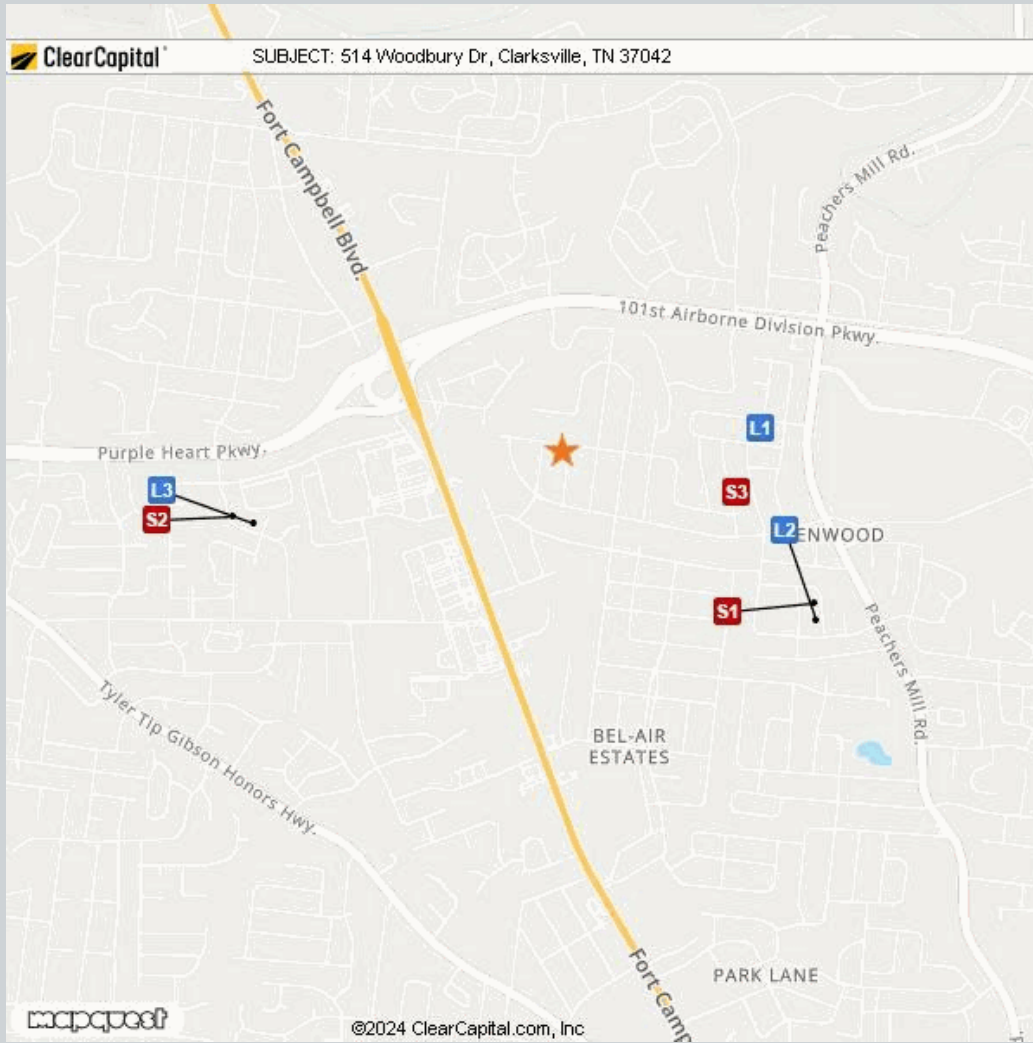 ClearCapital
SUBJECT: 514 Woodbury Dr, Clarksville, TN 37042
Fort Campbell Blvd.
Peachers Mill Rd.
101st Airborne Division Pkwy.
L1
Purple Heart Pkwy.
L3
S3
S2
L2
ENWOOD
S1
Peachers Mill Rd.
Tyler Tip Gibson Honors Hwy.
BEL-AIR
ESTATES
Fort Camp
PARK LANE
mapquest
©2024 ClearCapital.com, Inc